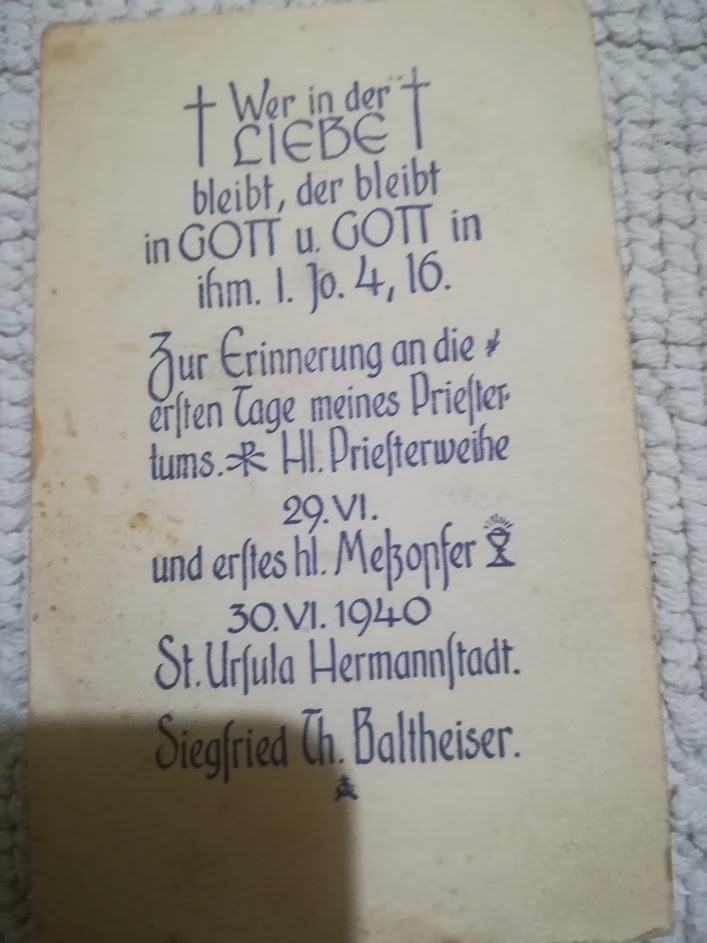 † Wer in der †
LIEBE
bleibt, der bleibt
in GOTT u. GOTT in
ihm. 1. Jo. 4, 16.
Zur Erinnerung an die
erſten Tage meines Prieſter-
tums. ☧ Hl. Prieſterweihe
29. VI.
und erſtes hl. Meßopfer
30. VI. 1940
St. Urſula Hermannſtadt.
Siegfried Th. Baltheiser.